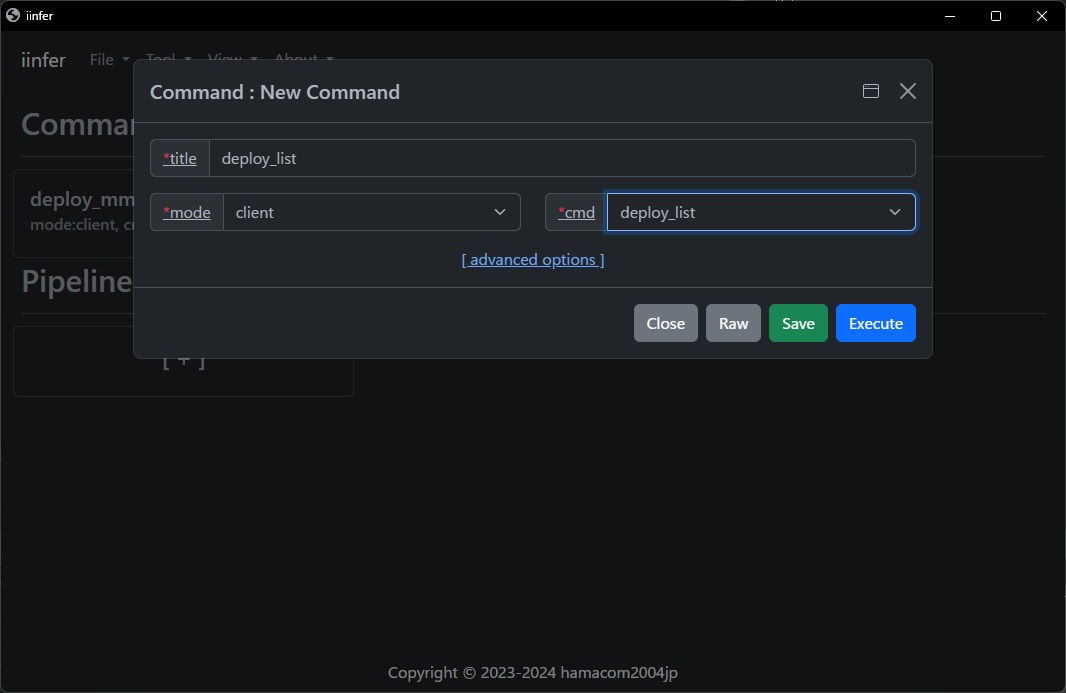 iinfer
iinfer File Tool View About
Command : New Command
*title deploy_list
*mode client *cmd deploy_list
[ advanced options ]
Close Raw Save Execute
deploy_mm
mode:client,
Pipeline
[ + ]
Copyright © 2023-2024 hamacom2004jp